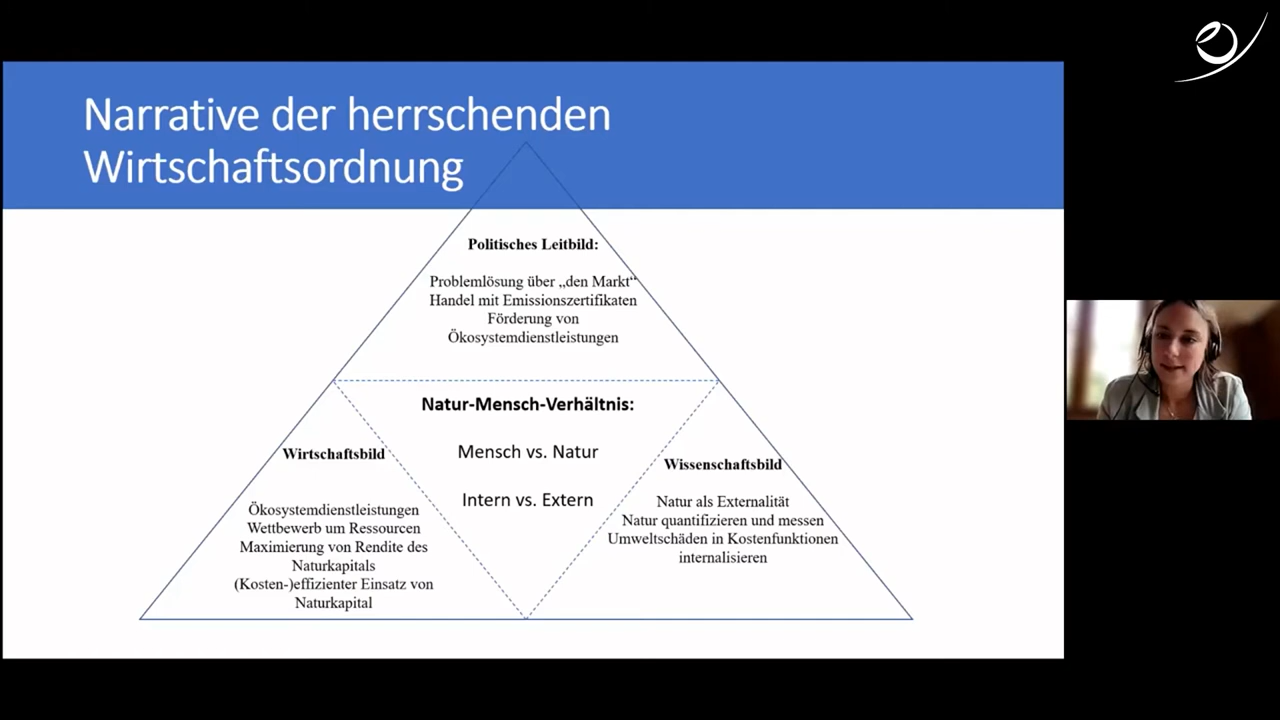 Narrative der herrschenden
Wirtschaftsordnung
Politisches Leitbild:
Problemlösung über „den Markt“
Handel mit Emissionszertifikaten
Förderung von
Ökosystemdienstleistungen
Natur-Mensch-Verhältnis:
Mensch vs. Natur
Intern vs. Extern
Wirtschaftsbild
Ökosystemdienstleistungen
Wettbewerb um Ressourcen
Maximierung von Rendite des
Naturkapitals
(Kosten-)effizienter Einsatz von
Naturkapital
Wissenschaftsbild
Natur als Externalität
Natur quantifizieren und messen
Umweltschäden in Kostenfunktionen
internalisieren